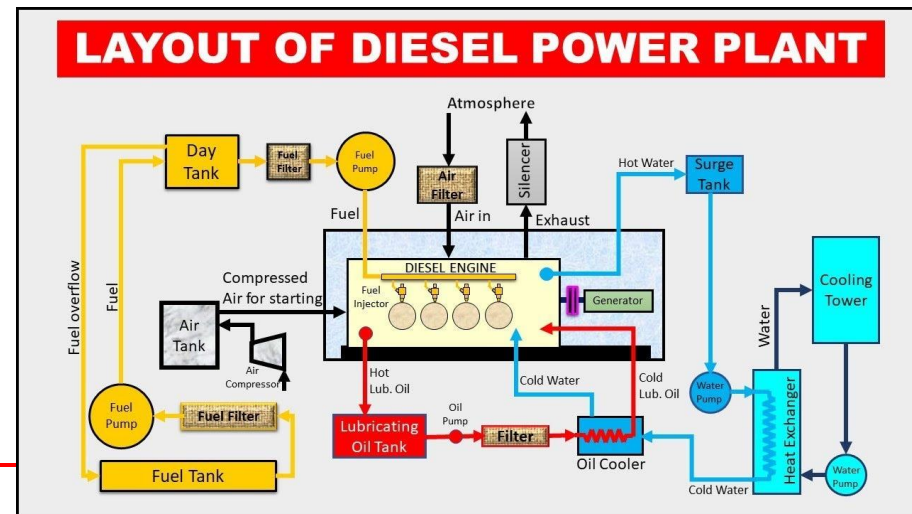 LAYOUT OF DIESEL POWER PLANT
Atmosphere
Day
Tank
Fuel
Filter
Fuel
Pump
Air
Filter
Silencer
Hot Water
Surge
Tank
Fuel
Air in
Exhaust
DIESEL ENGINE
Fuel
Injector
Generator
Cooling
Tower
Fuel overflow
Fuel
Compressed
Air for starting
Air
Tank
Air
Compressor
Water
Hot
Lub. Oil
Cold Water
Cold
Lub. Oil
Water
Pump
Fuel
Pump
Fuel Filter
Lubricating
Oil Tank
Oil
Pump
Filter
Oil Cooler
Heat Exchanger
Fuel Tank
Cold Water
Water
Pump